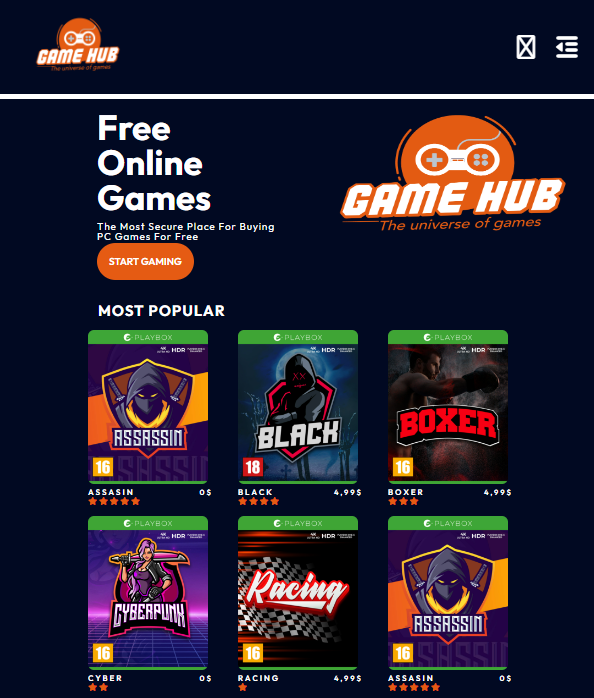 GAME HUB
The universe of games
Free
Online
Games
The Most Secure Place For Buying
PC Games For Free
START GAMING
GAME HUB
The universe of games
MOST POPULAR
PLAYBOX
HDR
ASSASSIN
16
ASSASIN 0$
PLAYBOX
HDR
BLACK
18
BLACK 4,99$
PLAYBOX
HDR
BOXER
16
BOXER 4,99$
PLAYBOX
HDR
CYBERPUNK
16
CYBER 0$
PLAYBOX
HDR
Racing
16
RACING 4,99$
PLAYBOX
HDR
ASSASSIN
16
ASSASIN 0$